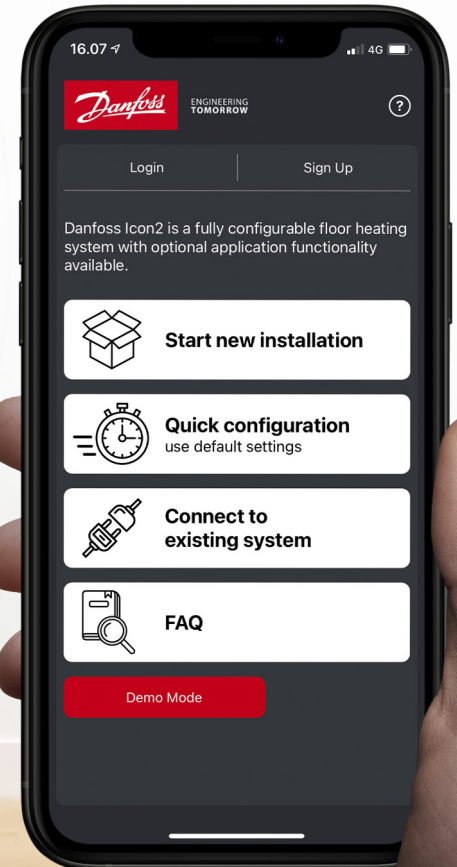 16.07
4G
Danfoss
ENGINEERING
TOMORROW
?
Login
Sign Up
Danfoss Icon2 is a fully configurable floor heating
system with optional application functionality
available.
Start new installation
Quick configuration
use default settings
Connect to
existing system
FAQ
Demo Mode